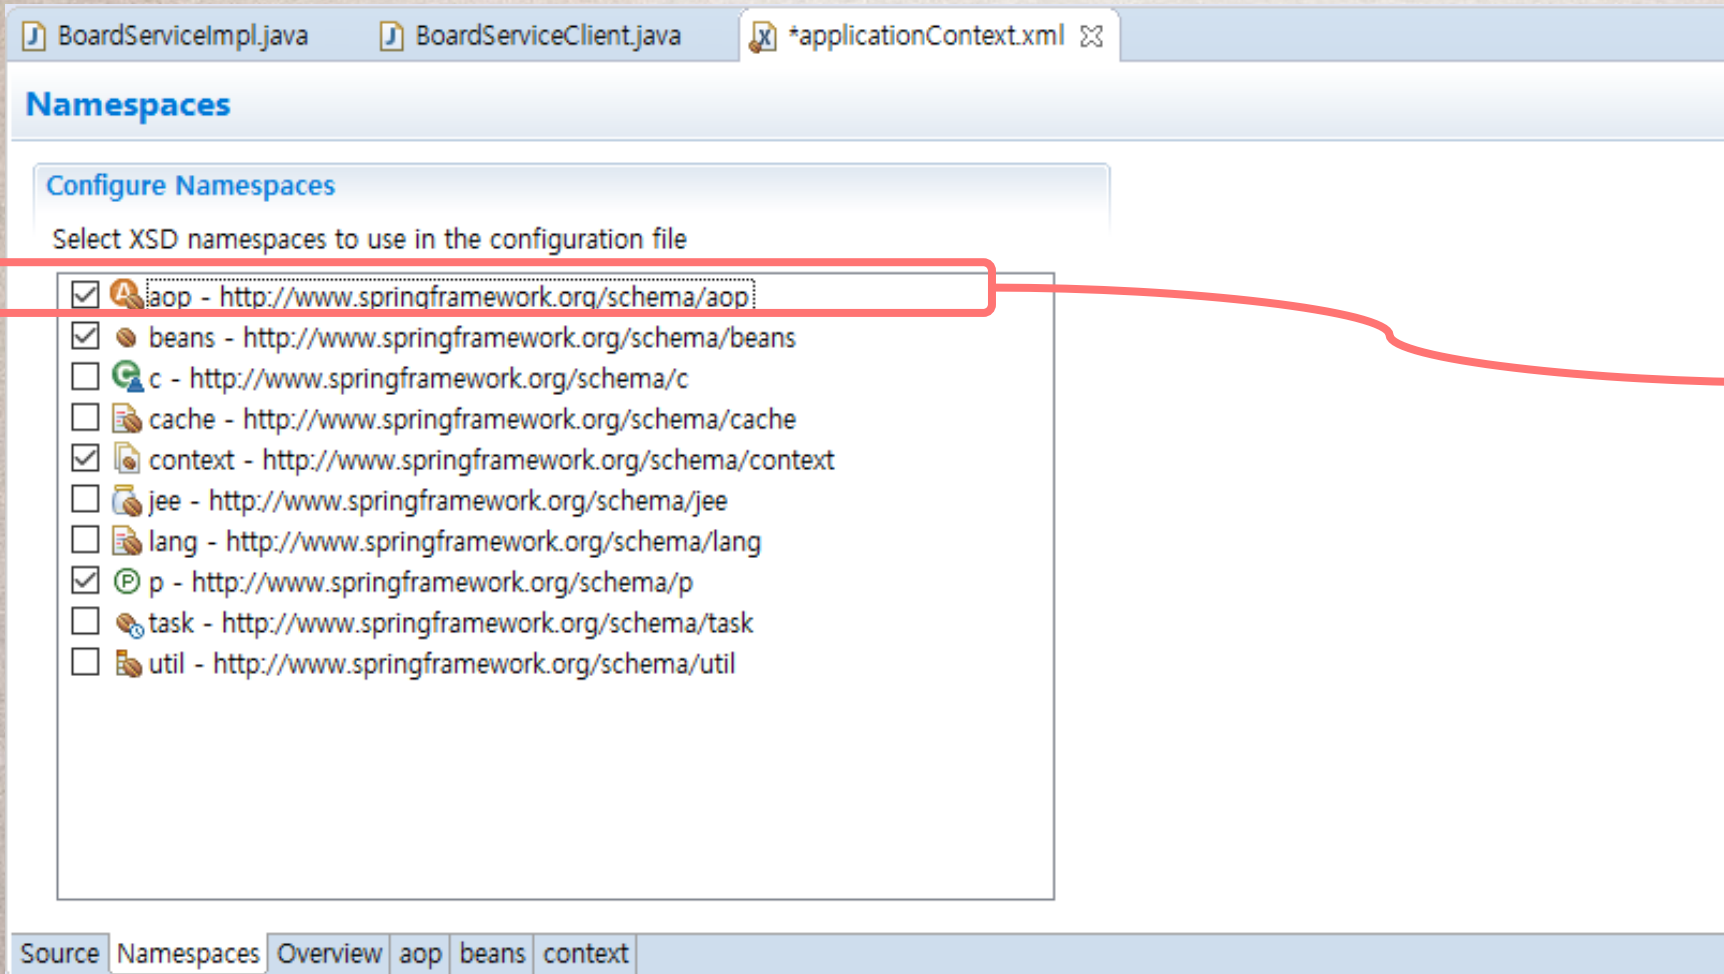 BoardServiceImpl.java BoardServiceClient.java *applicationContext.xml
Namespaces
Configure Namespaces
Select XSD namespaces to use in the configuration file
aop - http://www.springframework.org/schema/aop
beans - http://www.springframework.org/schema/beans
c - http://www.springframework.org/schema/c
cache - http://www.springframework.org/schema/cache
context - http://www.springframework.org/schema/context
jee - http://www.springframework.org/schema/jee
lang - http://www.springframework.org/schema/lang
p - http://www.springframework.org/schema/p
task - http://www.springframework.org/schema/task
util - http://www.springframework.org/schema/util
Source Namespaces Overview aop beans context